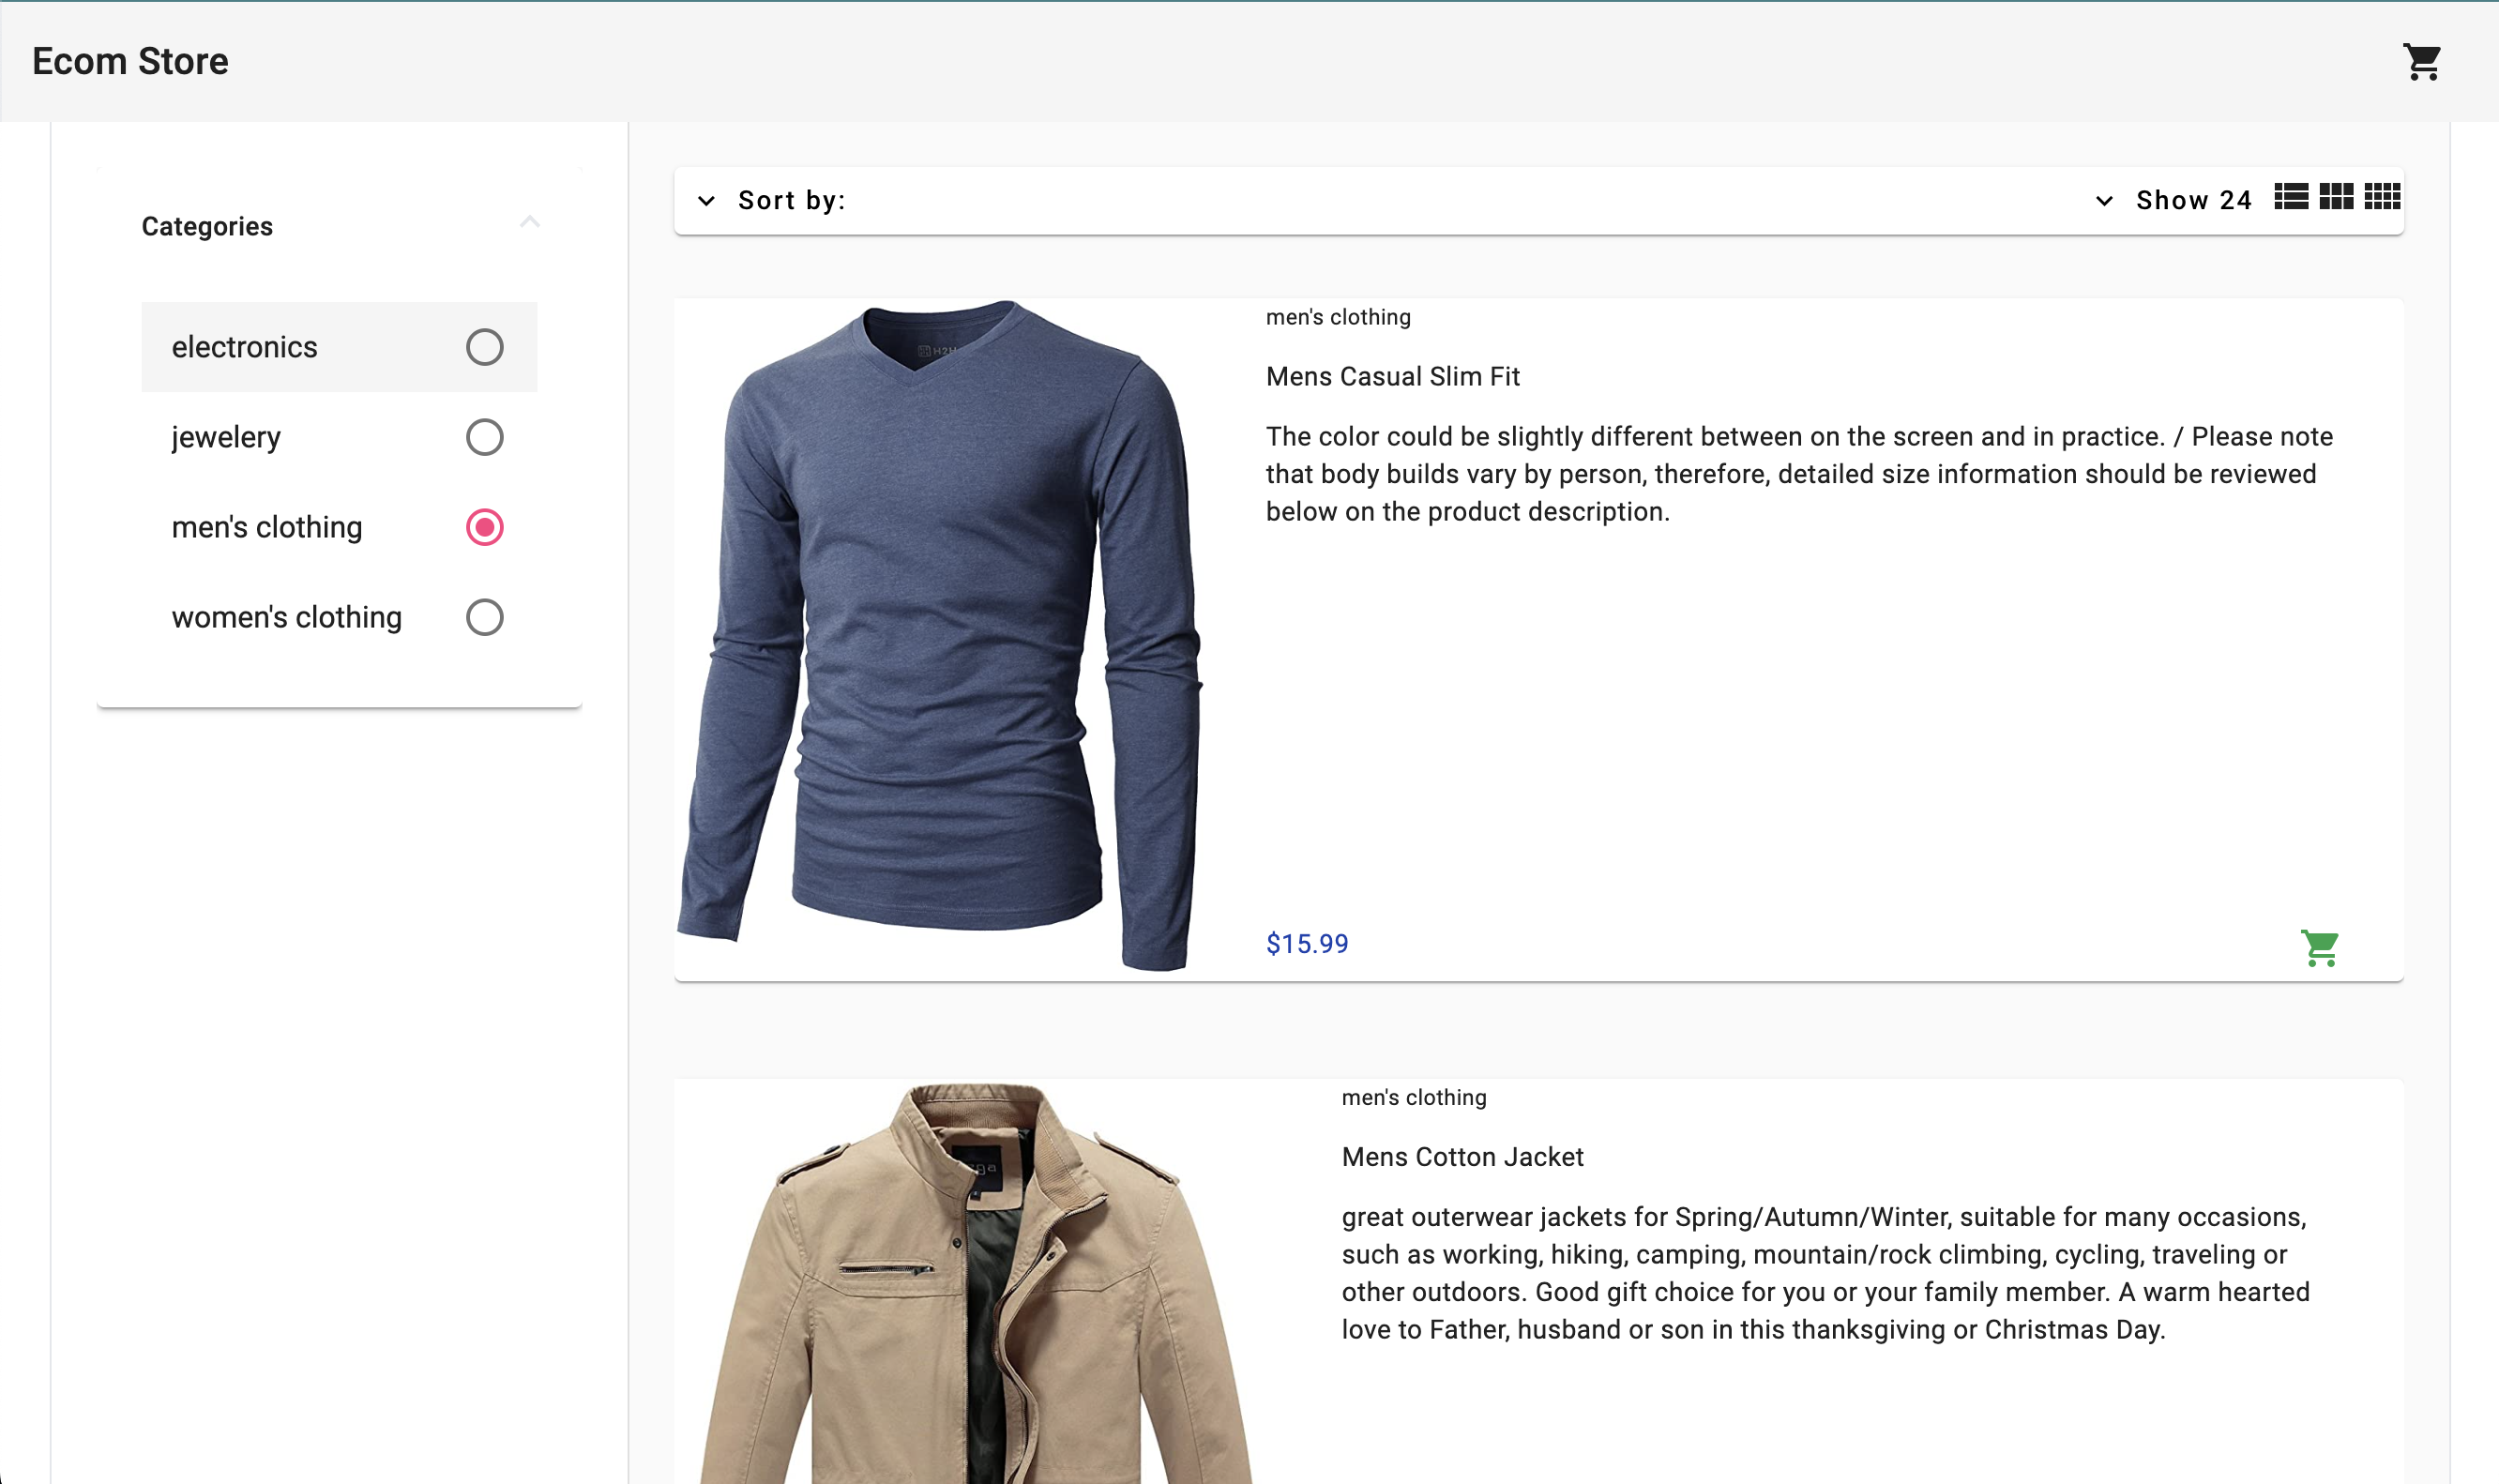 Ecom Store
Categories
electronics
jewelery
men's clothing
women's clothing
Sort by:
Show 24
men's clothing
Mens Casual Slim Fit
The color could be slightly different between on the screen and in practice. / Please note
that body builds vary by person, therefore, detailed size information should be reviewed
below on the product description.
$15.99
men's clothing
Mens Cotton Jacket
great outerwear jackets for Spring/Autumn/Winter, suitable for many occasions,
such as working, hiking, camping, mountain/rock climbing, cycling, traveling or
other outdoors. Good gift choice for you or your family member. A warm hearted
love to Father, husband or son in this thanksgiving or Christmas Day.